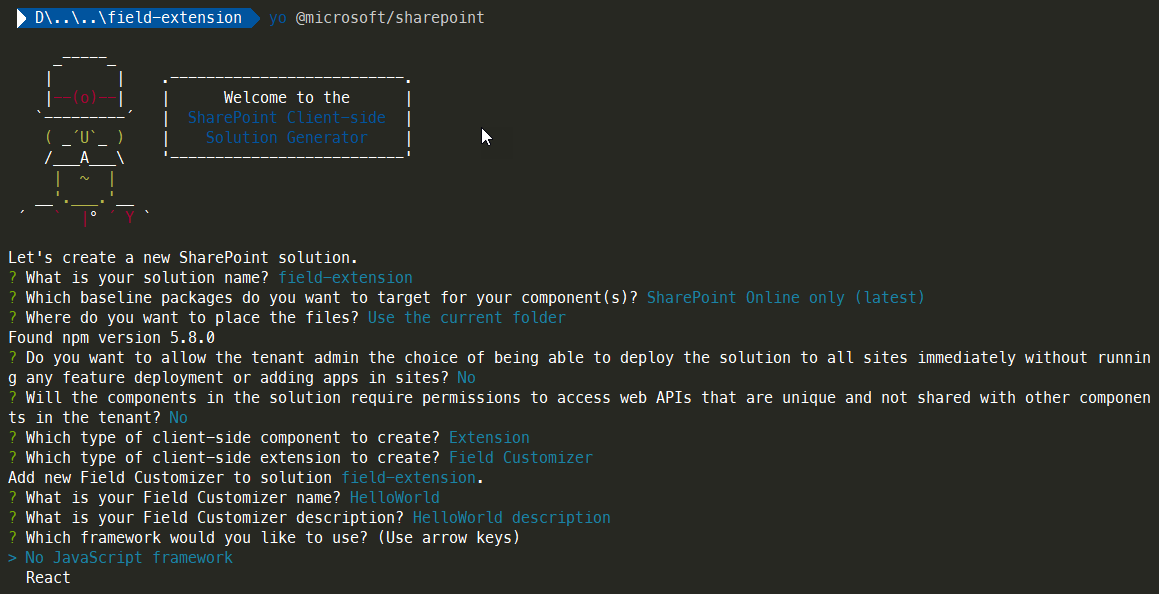 D\..\..\field-extension yo @microsoft/sharepoint
Welcome to the
SharePoint Client-side
Solution Generator
Let's create a new SharePoint solution.
? What is your solution name? field-extension
? Which baseline packages do you want to target for your component(s)? SharePoint Online only (latest)
? Where do you want to place the files? Use the current folder
Found npm version 5.8.0
? Do you want to allow the tenant admin the choice of being able to deploy the solution to all sites immediately without runnin
g any feature deployment or adding apps in sites? No
? Will the components in the solution require permissions to access web APIs that are unique and not shared with other componen
ts in the tenant? No
? Which type of client-side component to create? Extension
? Which type of client-side extension to create? Field Customizer
Add new Field Customizer to solution field-extension.
? What is your Field Customizer name? HelloWorld
? What is your Field Customizer description? HelloWorld description
? Which framework would you like to use? (Use arrow keys)
> No JavaScript framework
React